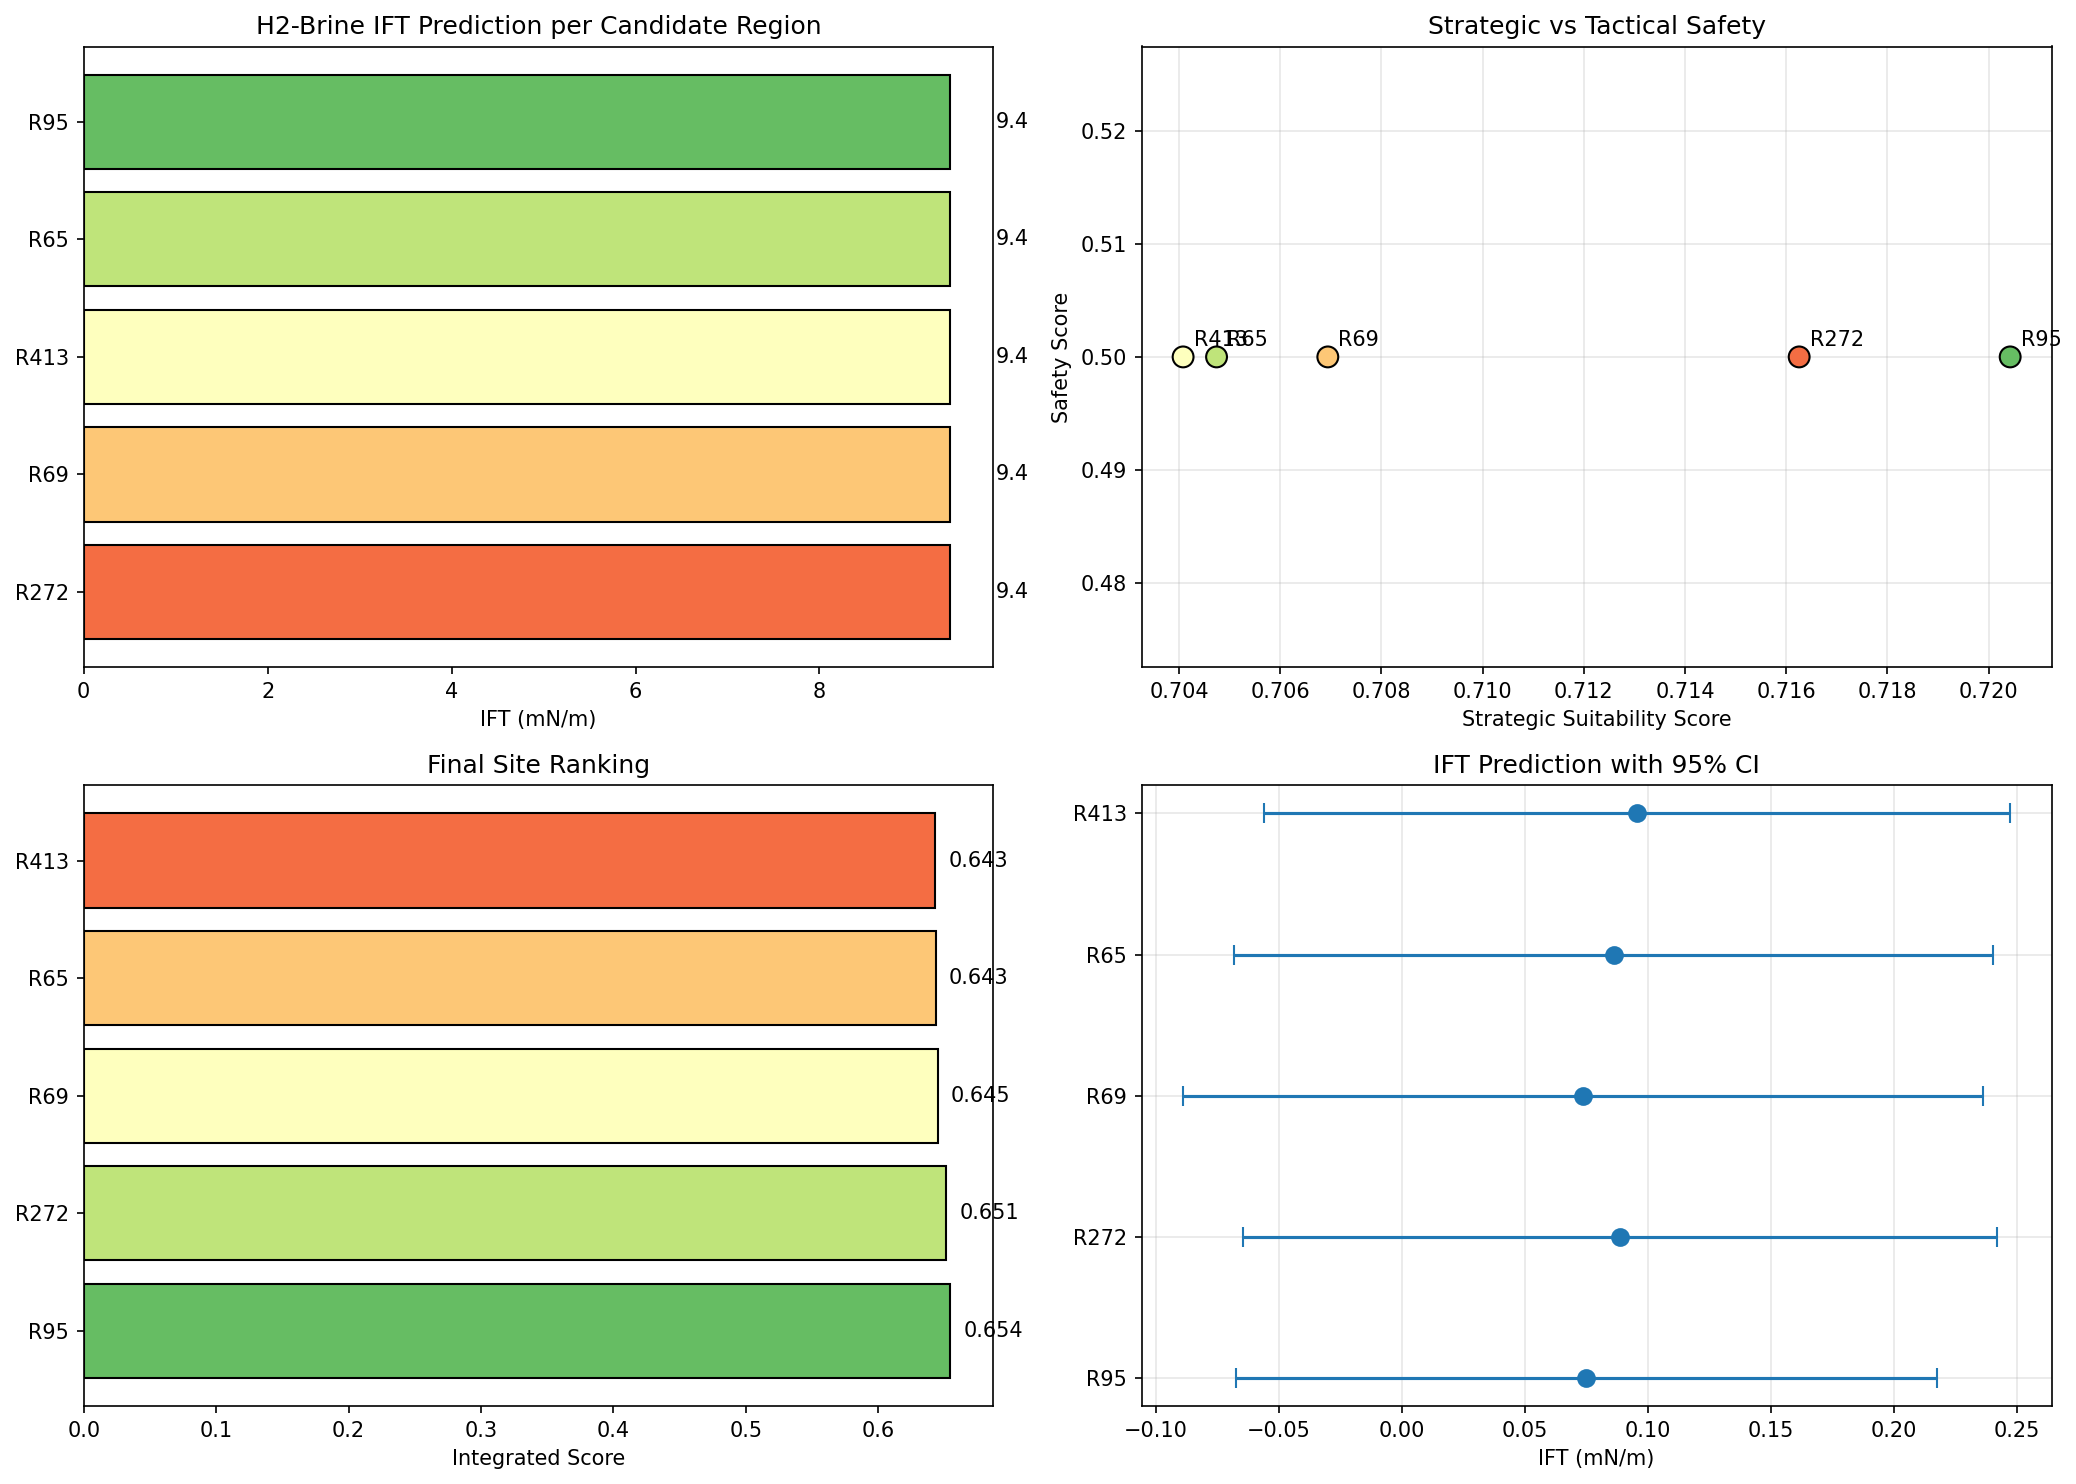 H2-Brine IFT Prediction per Candidate Region
R95
9.4
R65
9.4
R413
9.4
R69
9.4
R272
9.4
0 2 4 6 8
IFT (mN/m)
Strategic vs Tactical Safety
Safety Score
0.52
0.51
0.50
0.49
0.48
R413 R65 R69 R272 R95
0.704 0.706 0.708 0.710 0.712 0.714 0.716 0.718 0.720
Strategic Suitability Score
Final Site Ranking
R413
0.643
R65
0.643
R69
0.645
R272
0.651
R95
0.654
0.0 0.1 0.2 0.3 0.4 0.5 0.6
Integrated Score
IFT Prediction with 95% CI
R413
R65
R69
R272
R95
−0.10 −0.05 0.00 0.05 0.10 0.15 0.20 0.25
IFT (mN/m)